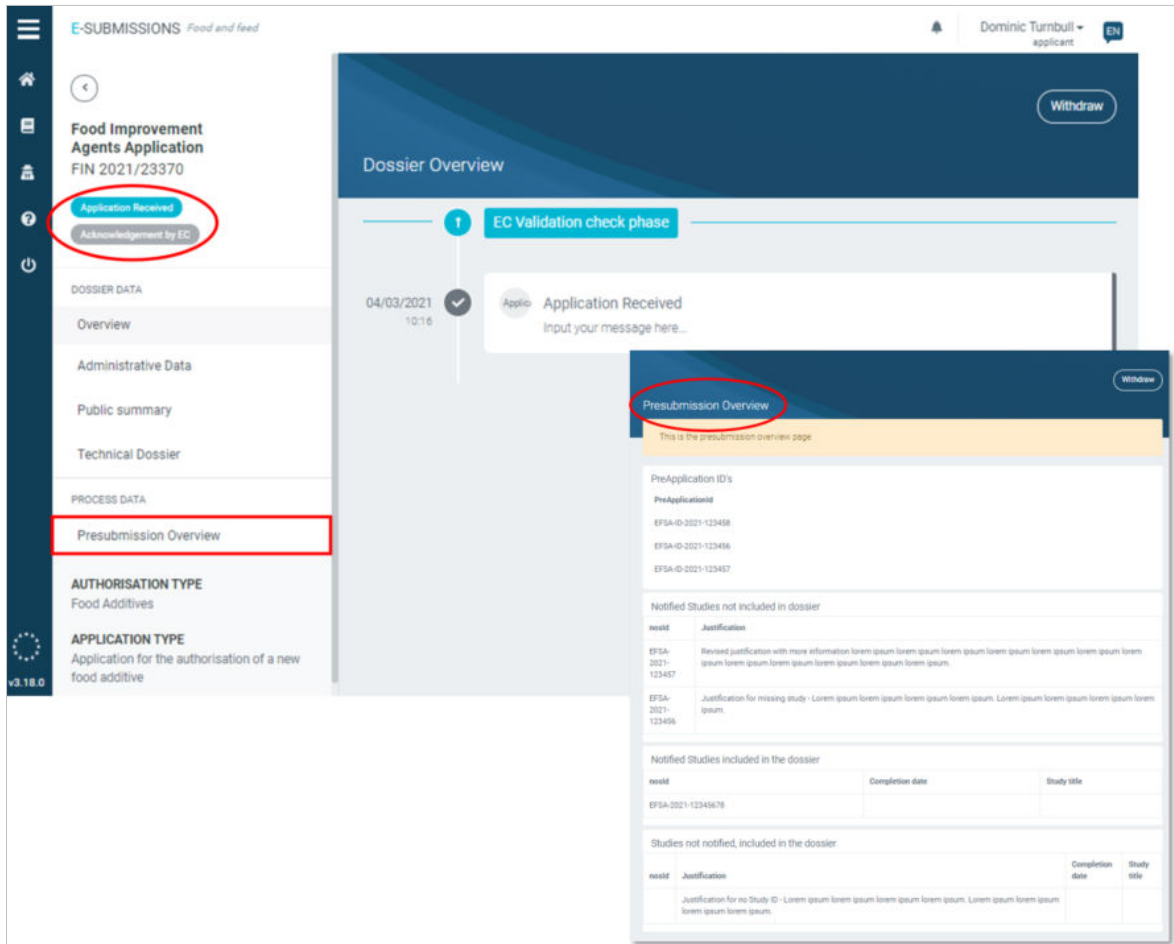 E-SUBMISSIONS Food and feed
Dominic Turnbull
applicant
EN
Food Improvement
Agents Application
FIN 2021/23370
Application Received
Acknowledgement by EC
DOSSIER DATA
Overview
Administrative Data
Public summary
Technical Dossier
PROCESS DATA
Presubmission Overview
AUTHORISATION TYPE
Food Additives
APPLICATION TYPE
Application for the authorisation of a new
food additive
v3.18.0
Withdraw
Dossier Overview
EC Validation check phase
04/03/2021
10:16
Applic
Application Received
Input your message here...
Withdraw
Presubmission Overview
This is the presubmission overview page
PreApplication ID's
PreApplicationId
EFSA-ID-2021-123458
EFSA-ID-2021-123456
EFSA-ID-2021-123457
Notified Studies not included in dossier
nosId Justification
EFSA-
2021-
123457
Revised justification with more information lorem ipsum lorem ipsum lorem ipsum lorem ipsum lorem ipsum lorem ipsum lorem ipsum lorem
ipsum lorem ipsum.lorem ipsum lorem ipsum lorem ipsum lorem ipsum lorem ipsum.
EFSA-
2021-
123456
Justification for missing study - Lorem ipsum lorem ipsum lorem ipsum lorem ipsum lorem ipsum. Lorem ipsum lorem ipsum lorem ipsum lorem
ipsum.
Notified Studies included in the dossier
nosId Completion date Study title
EFSA-2021-12345678
Studies not notified, included in the dossier
nosId Justification Completion date Study title
Justification for no Study ID - Lorem ipsum lorem ipsum lorem ipsum lorem ipsum lorem ipsum. Lorem ipsum lorem ipsum
lorem ipsum lorem ipsum.